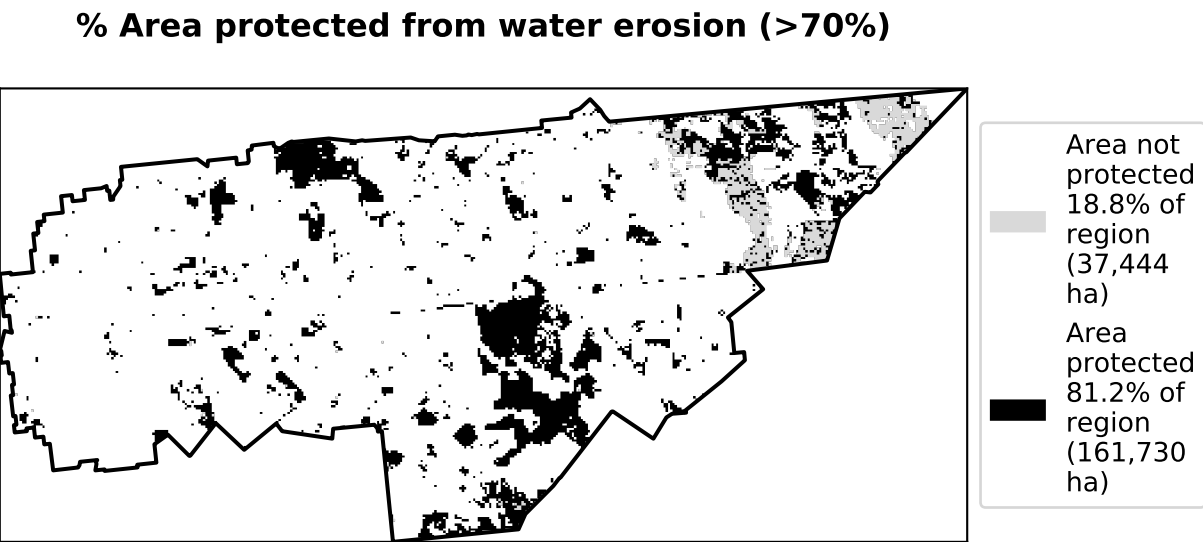 % Area protected from water erosion (>70%)
Area not
protected
18.8% of
region
(37,444
ha)
Area
protected
81.2% of
region
(161,730
ha)